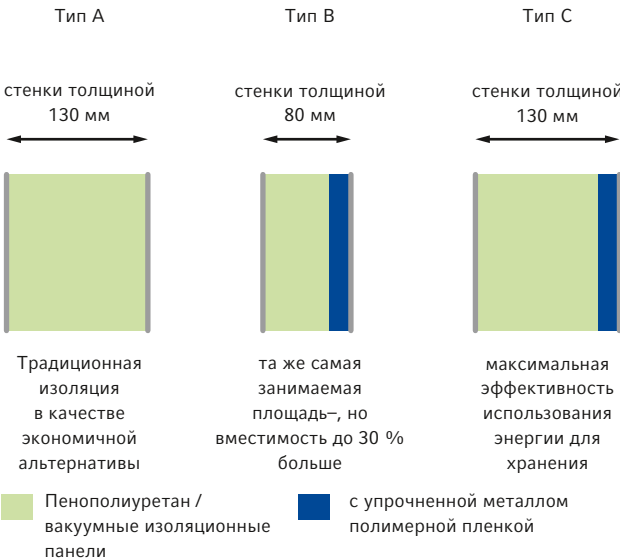 Тип A
стенки толщиной
130 мм
Традиционная
изоляция
в качестве
экономичной
альтернативы
Тип B
стенки толщиной
80 мм
та же самая
занимаемая
площадь–, но
вместимость до 30 %
больше
Тип C
стенки толщиной
130 мм
максимальная
эффективность
использования
энергии для
хранения
Пенополиуретан /
вакуумные изоляционные
панели
с упрочненной металлом
полимерной пленкой